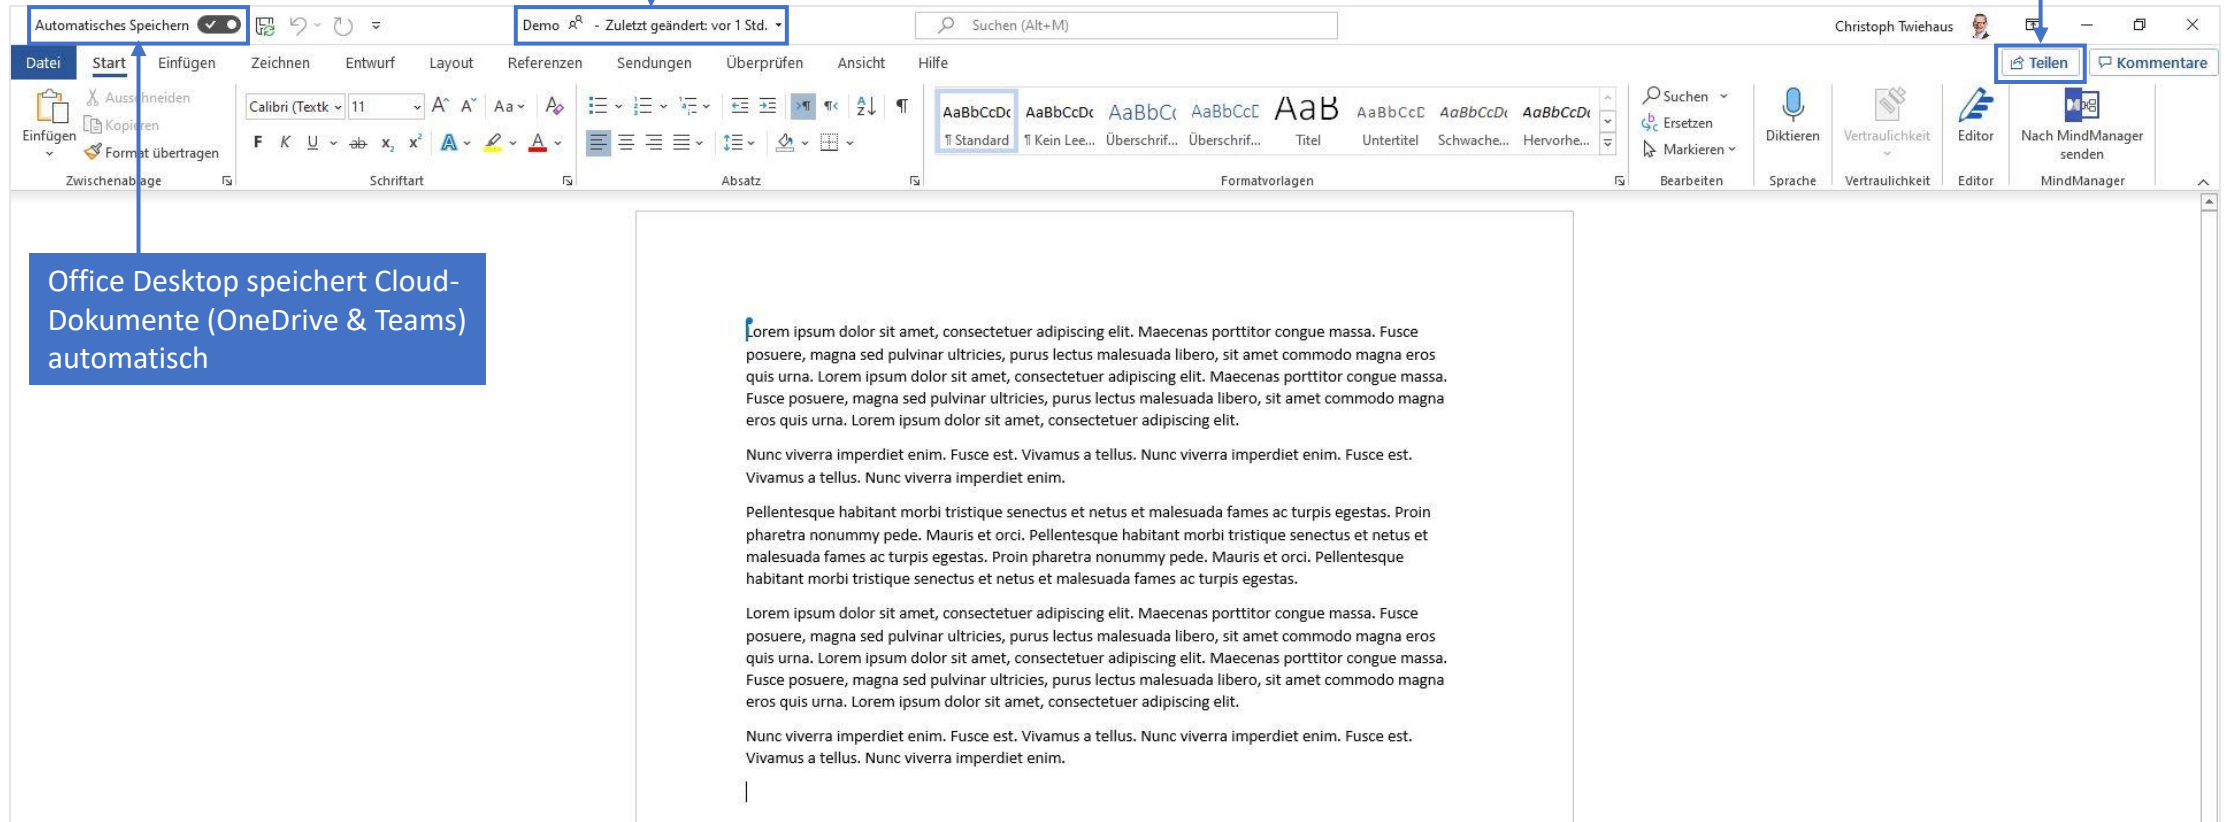 Automatisches Speichern
Demo - Zuletzt geändert: vor 1 Std.
Suchen (Alt+M)
Christoph Twiehaus
Datei Start Einfügen Zeichnen Entwurf Layout Referenzen Sendungen Überprüfen Ansicht Hilfe
Teilen
Kommentare
Einfügen
Ausschneiden
Kopieren
Format übertragen
Zwischenablage
Calibri (Textk 11
Aa
F K U ab x₂ x² A A
Schriftart
Absatz
AaBbCcDc AaBbCcDc AaBbC AaBbCcE AaB AaBbCcD AaBbCcDc AaBbCcDc
¶ Standard ¶ Kein Lee... Überschrif... Überschrif... Titel Untertitel Schwache... Hervorhe...
Formatvorlagen
Suchen
Ersetzen
Markieren
Bearbeiten
Diktieren
Sprache
Vertraulichkeit
Vertraulichkeit
Editor
Editor
Nach MindManager
senden
MindManager
Office Desktop speichert Cloud-
Dokumente (OneDrive & Teams)
automatisch
Lorem ipsum dolor sit amet, consectetuer adipiscing elit. Maecenas porttitor congue massa. Fusce
posuere, magna sed pulvinar ultricies, purus lectus malesuada libero, sit amet commodo magna eros
quis urna. Lorem ipsum dolor sit amet, consectetuer adipiscing elit. Maecenas porttitor congue massa.
Fusce posuere, magna sed pulvinar ultricies, purus lectus malesuada libero, sit amet commodo magna
eros quis urna. Lorem ipsum dolor sit amet, consectetuer adipiscing elit.
Nunc viverra imperdiet enim. Fusce est. Vivamus a tellus. Nunc viverra imperdiet enim. Fusce est.
Vivamus a tellus. Nunc viverra imperdiet enim.
Pellentesque habitant morbi tristique senectus et netus et malesuada fames ac turpis egestas. Proin
pharetra nonummy pede. Mauris et orci. Pellentesque habitant morbi tristique senectus et netus et
malesuada fames ac turpis egestas. Proin pharetra nonummy pede. Mauris et orci. Pellentesque
habitant morbi tristique senectus et netus et malesuada fames ac turpis egestas.
Lorem ipsum dolor sit amet, consectetuer adipiscing elit. Maecenas porttitor congue massa. Fusce
posuere, magna sed pulvinar ultricies, purus lectus malesuada libero, sit amet commodo magna eros
quis urna. Lorem ipsum dolor sit amet, consectetuer adipiscing elit. Maecenas porttitor congue massa.
Fusce posuere, magna sed pulvinar ultricies, purus lectus malesuada libero, sit amet commodo magna
eros quis urna. Lorem ipsum dolor sit amet, consectetuer adipiscing elit.
Nunc viverra imperdiet enim. Fusce est. Vivamus a tellus. Nunc viverra imperdiet enim. Fusce est.
Vivamus a tellus. Nunc viverra imperdiet enim.